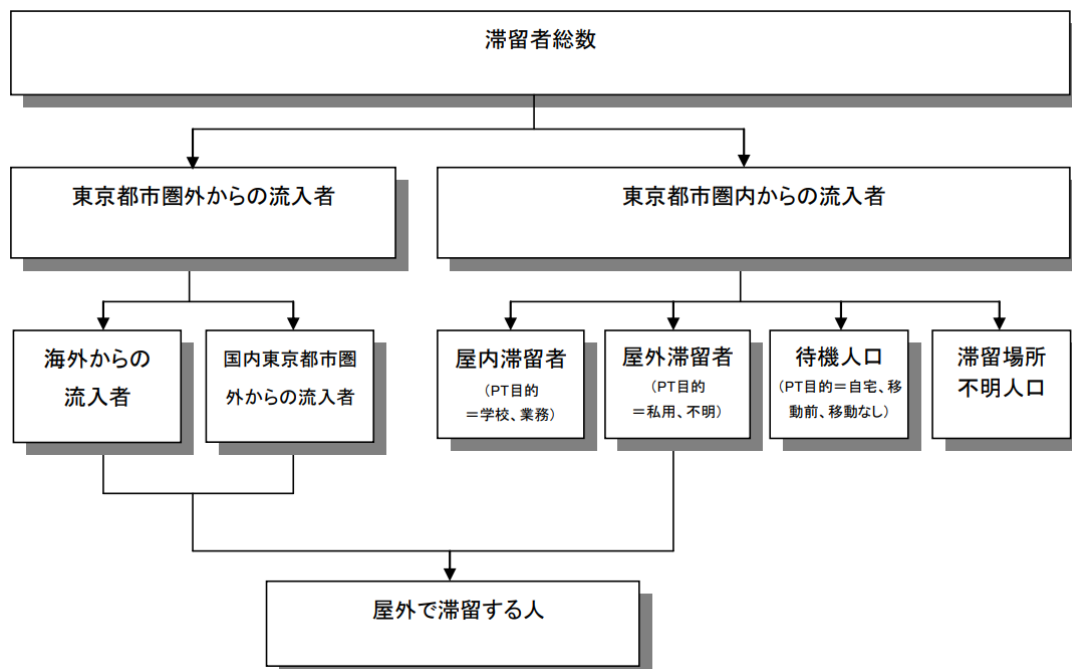 滞留者総数
東京都市圏外からの流入者
東京都市圏内からの流入者
海外からの
流入者
国内東京都市圏
外からの流入者
屋内滞留者
（PT目的
＝学校、業務）
屋外滞留者
（PT目的
＝私用、不明）
待機人口
（PT目的＝自宅、移
動前、移動なし）
滞留場所
不明人口
屋外で滞留する人